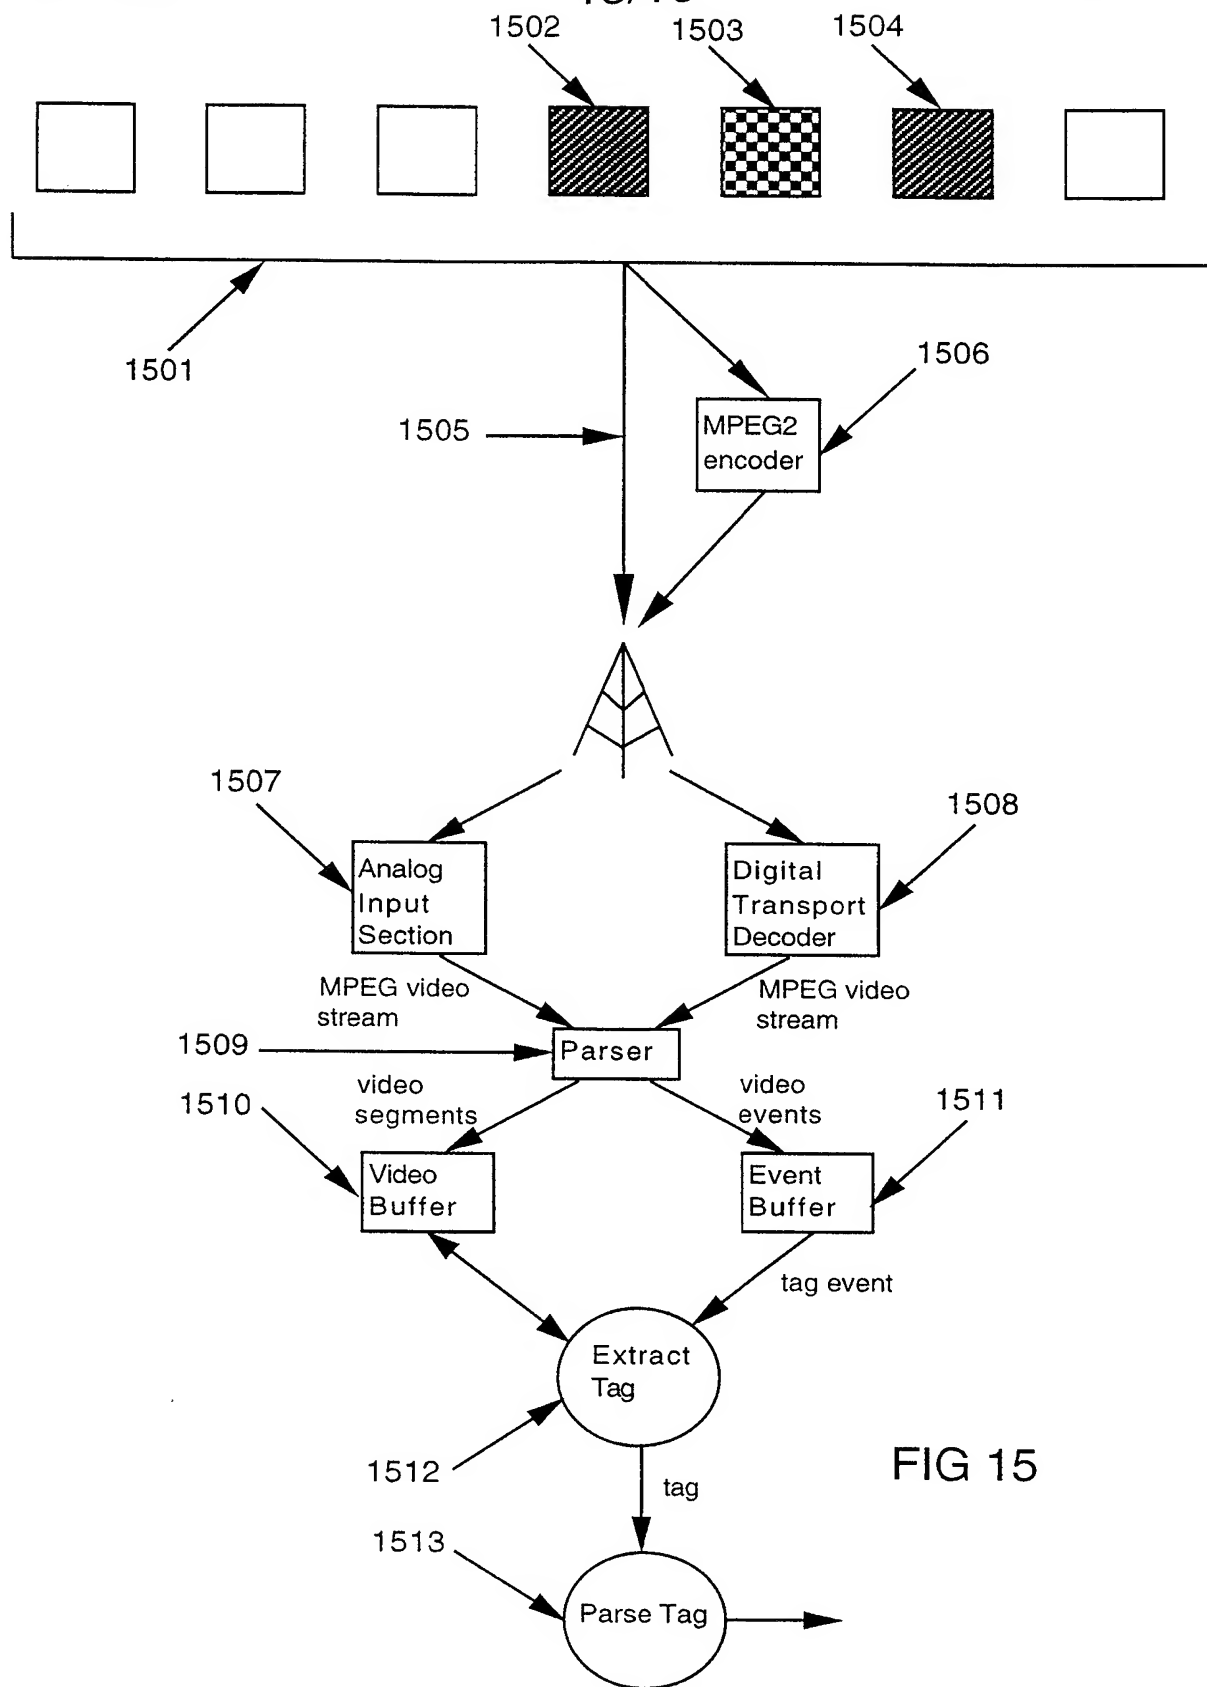 1502
1503
1504
1501
1506
1505
MPEG2
encoder
1507
1508
Analog
Input
Section
Digital
Transport
Decoder
MPEG video
stream
MPEG video
stream
1509
Parser
video
segments
video
events
1510
1511
Video
Buffer
Event
Buffer
tag event
Extract
Tag
1512
FIG 15
tag
1513
Parse Tag